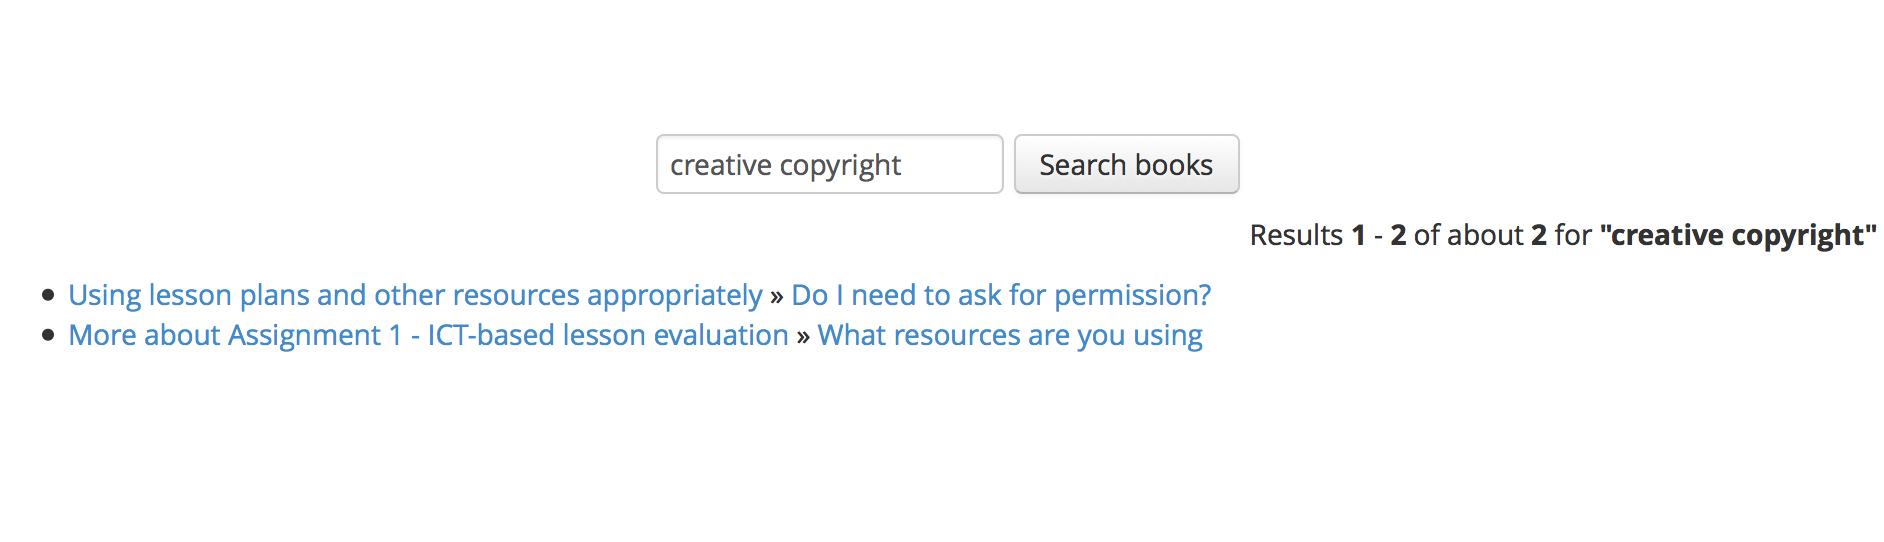 creative copyright
Search books
Results 1 - 2 of about 2 for "creative copyright"
Using lesson plans and other resources appropriately » Do I need to ask for permission?
More about Assignment 1 - ICT-based lesson evaluation » What resources are you using